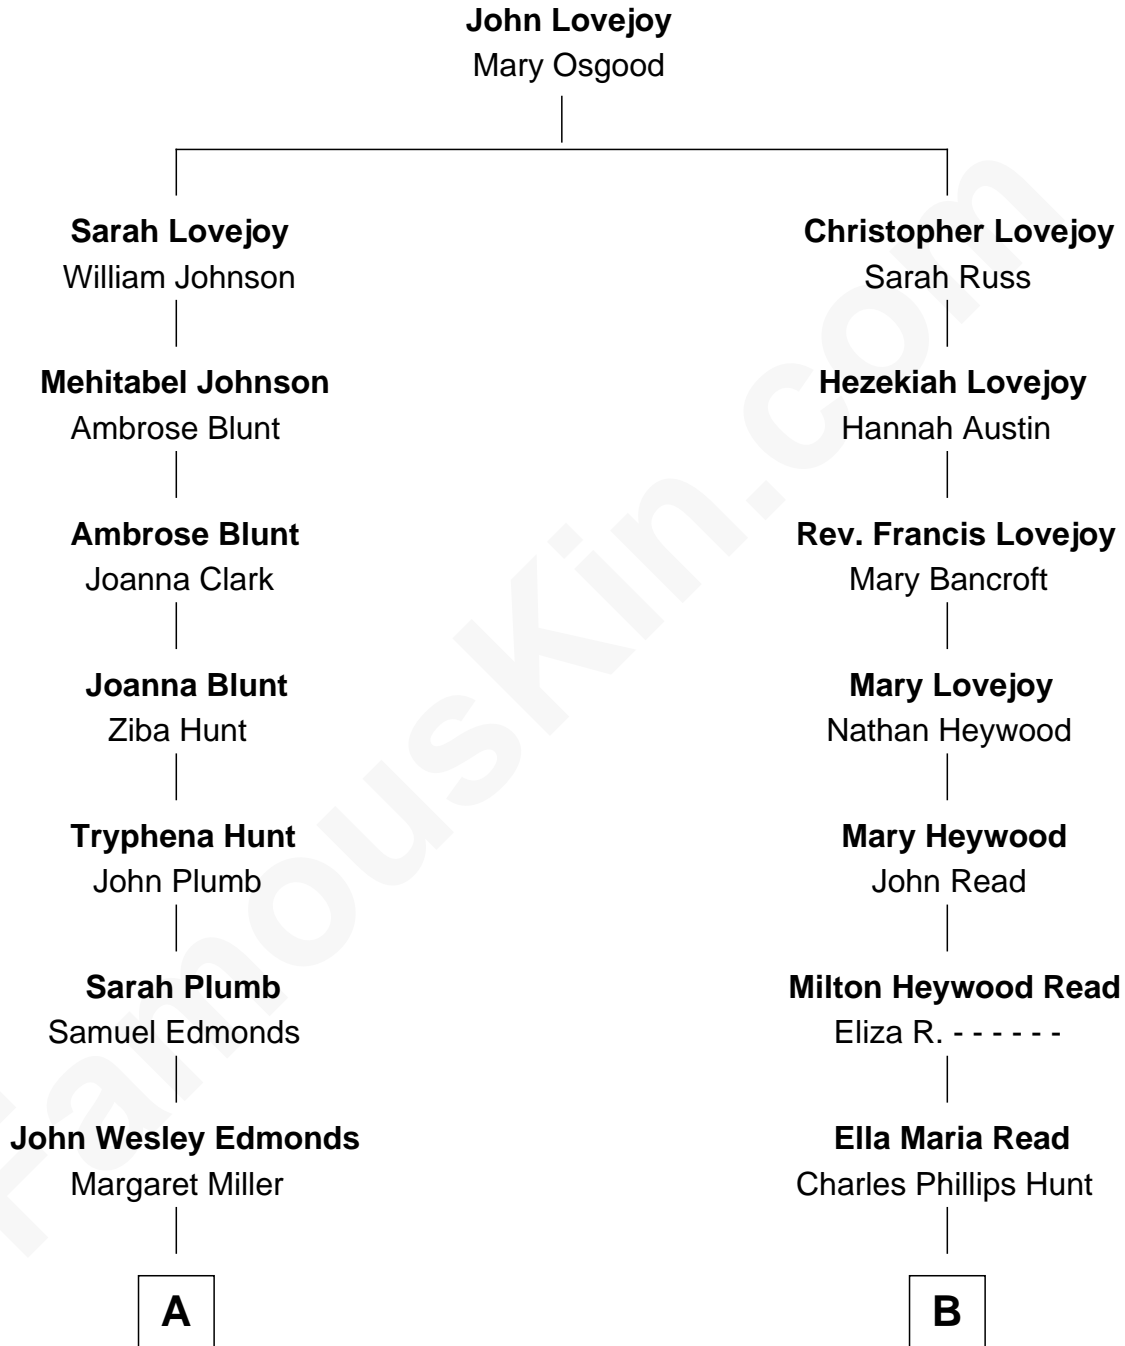 John Lovejoy
Mary Osgood
Sarah Lovejoy
William Johnson
Christopher Lovejoy
Sarah Russ
Mehitabel Johnson
Ambrose Blunt
Hezekiah Lovejoy
Hannah Austin
Ambrose Blunt
Joanna Clark
Rev. Francis Lovejoy
Mary Bancroft
Joanna Blunt
Ziba Hunt
Mary Lovejoy
Nathan Heywood
Tryphena Hunt
John Plumb
Mary Heywood
John Read
Sarah Plumb
Samuel Edmonds
Milton Heywood Read
Eliza R. - - - - - -
John Wesley Edmonds
Margaret Miller
Ella Maria Read
Charles Phillips Hunt
A
B
FamousKin.com